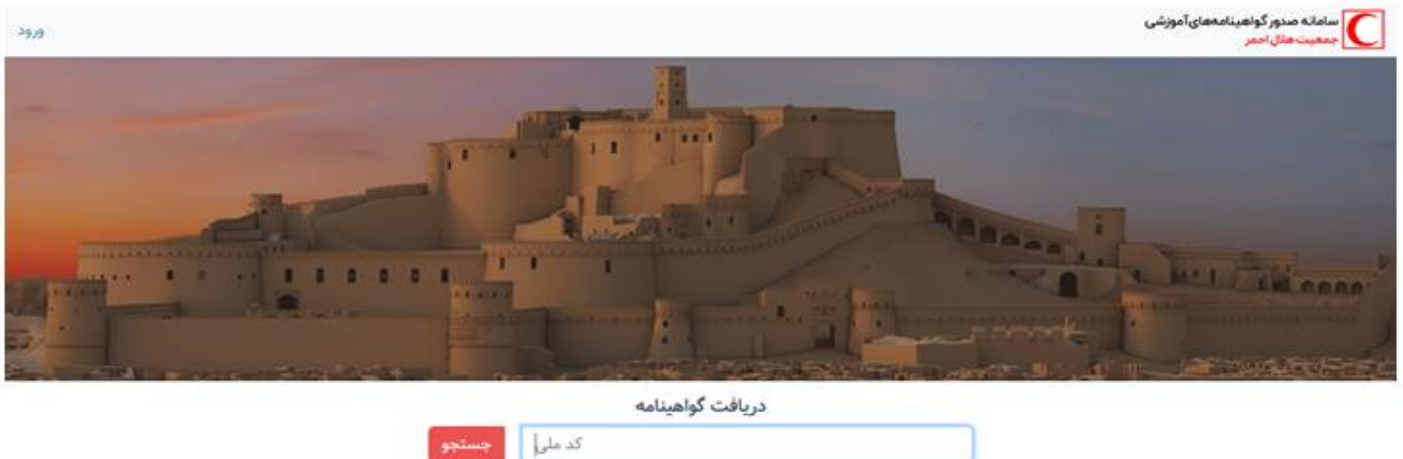 سامانه صدور گواهینامه‌های آموزشی
جمعیت هلال احمر
ورود
دریافت گواهینامه
کد ملی
جستجو